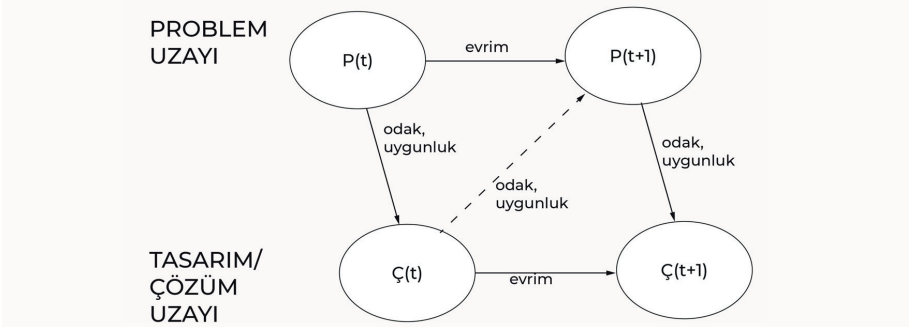 PROBLEM
UZAYI
P(t)
evrim
P(t+1)
odak,
uygunluk
odak,
uygunluk
odak,
uygunluk
TASARIM/
ÇÖZÜM
UZAYI
Ç(t)
evrim
Ç(t+1)